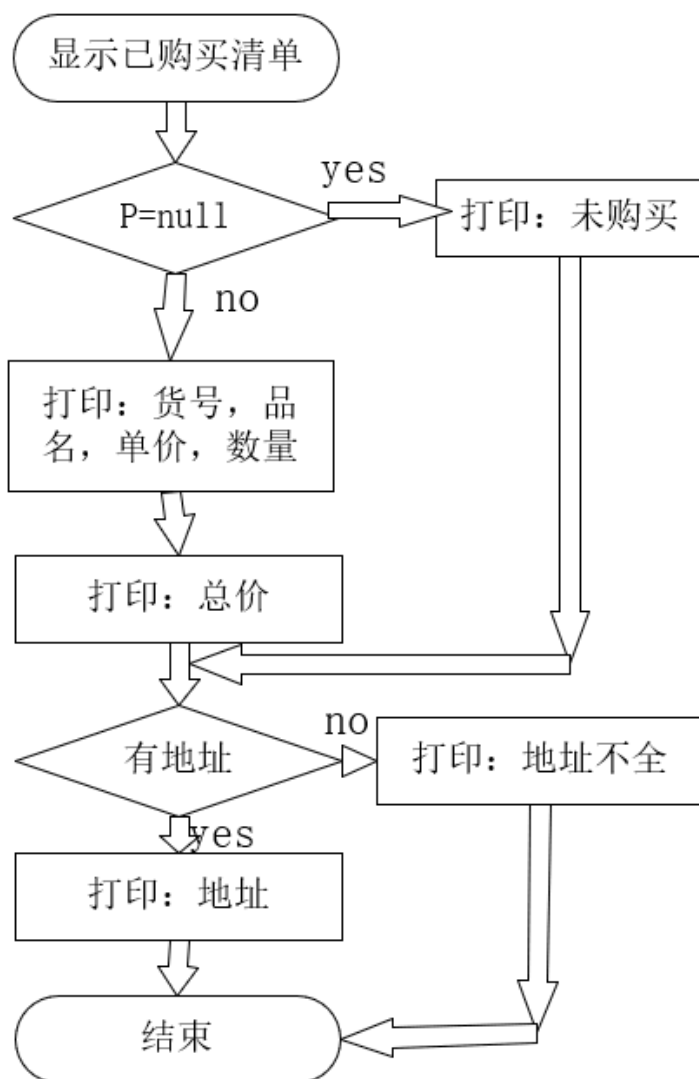 显示已购买清单
P=null
yes
打印：未购买
no
打印：货号，品
名，单价，数量
打印：总价
有地址
no
打印：地址不全
yes
打印：地址
结束